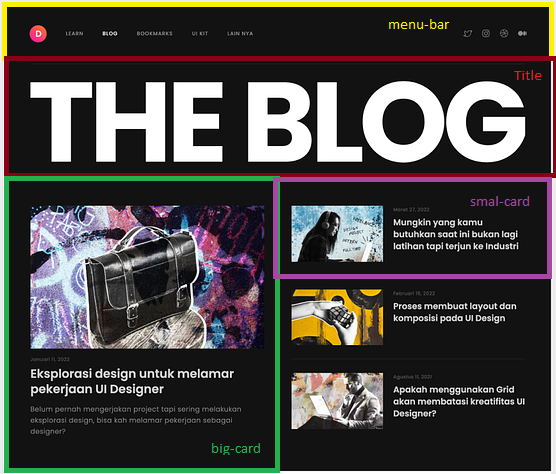 menu-bar
D LEARN BLOG BOOKMARKS UI KIT LAIN NYA
Title
THE BLOG
smal-card
Maret 27, 2022
Mungkin yang kamu
butuhkan saat ini bukan lagi
latihan tapi terjun ke Industri
Februari 15, 2022
Proses membuat layout dan
komposisi pada UI Design
Agustus 11, 2021
Apakah menggunakan Grid
akan membatasi kreatifitas UI
Designer?
Januari 11, 2022
Eksplorasi design untuk melamar
pekerjaan UI Designer
Belum pernah mengerjakan project tapi sering melakukan
eksplorasi design, bisa kah melamar pekerjaan sebagai
designer?
big-card